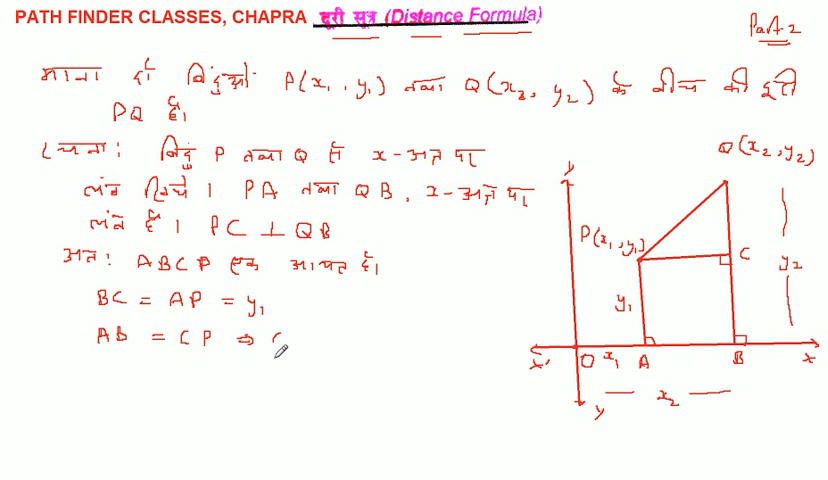 PATH FINDER CLASSES, CHAPRA दूरी सूत्र (Distance Formula)
Part-2
माना दो बिंदुओं P(x₁, y₁) तथा Q(x₂, y₂) के बीच की दूरी
PQ है।
रचना: बिंदु P तथा Q से x-अक्ष पर
लंब खिंचे। PA तथा QB, x-अक्ष पर
लंब है। PC ⊥ QB
अत: ABCP एक आयत है।
BC = AP = y₁
AB = CP ⇒
Q(x₂, y₂)
y
P(x₁, y₁)
C
y₂
y₁
x' O x₁ A B x
x₂
y